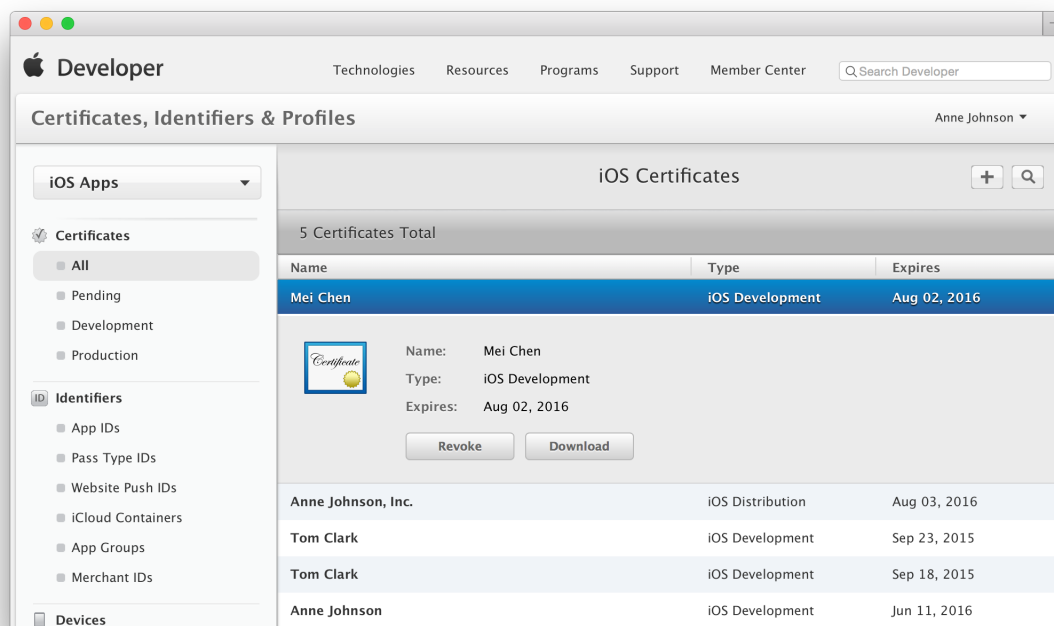 Developer
Technologies Resources Programs Support Member Center Search Developer
Certificates, Identifiers & Profiles
Anne Johnson
iOS Apps
iOS Certificates
Certificates
All
Pending
Development
Production
ID Identifiers
App IDs
Pass Type IDs
Website Push IDs
iCloud Containers
App Groups
Merchant IDs
Devices
5 Certificates Total
Name Type Expires
Mei Chen iOS Development Aug 02, 2016
Certificate
Name: Mei Chen
Type: iOS Development
Expires: Aug 02, 2016
Revoke Download
Anne Johnson, Inc. iOS Distribution Aug 03, 2016
Tom Clark iOS Development Sep 23, 2015
Tom Clark iOS Development Sep 18, 2015
Anne Johnson iOS Development Jun 11, 2016